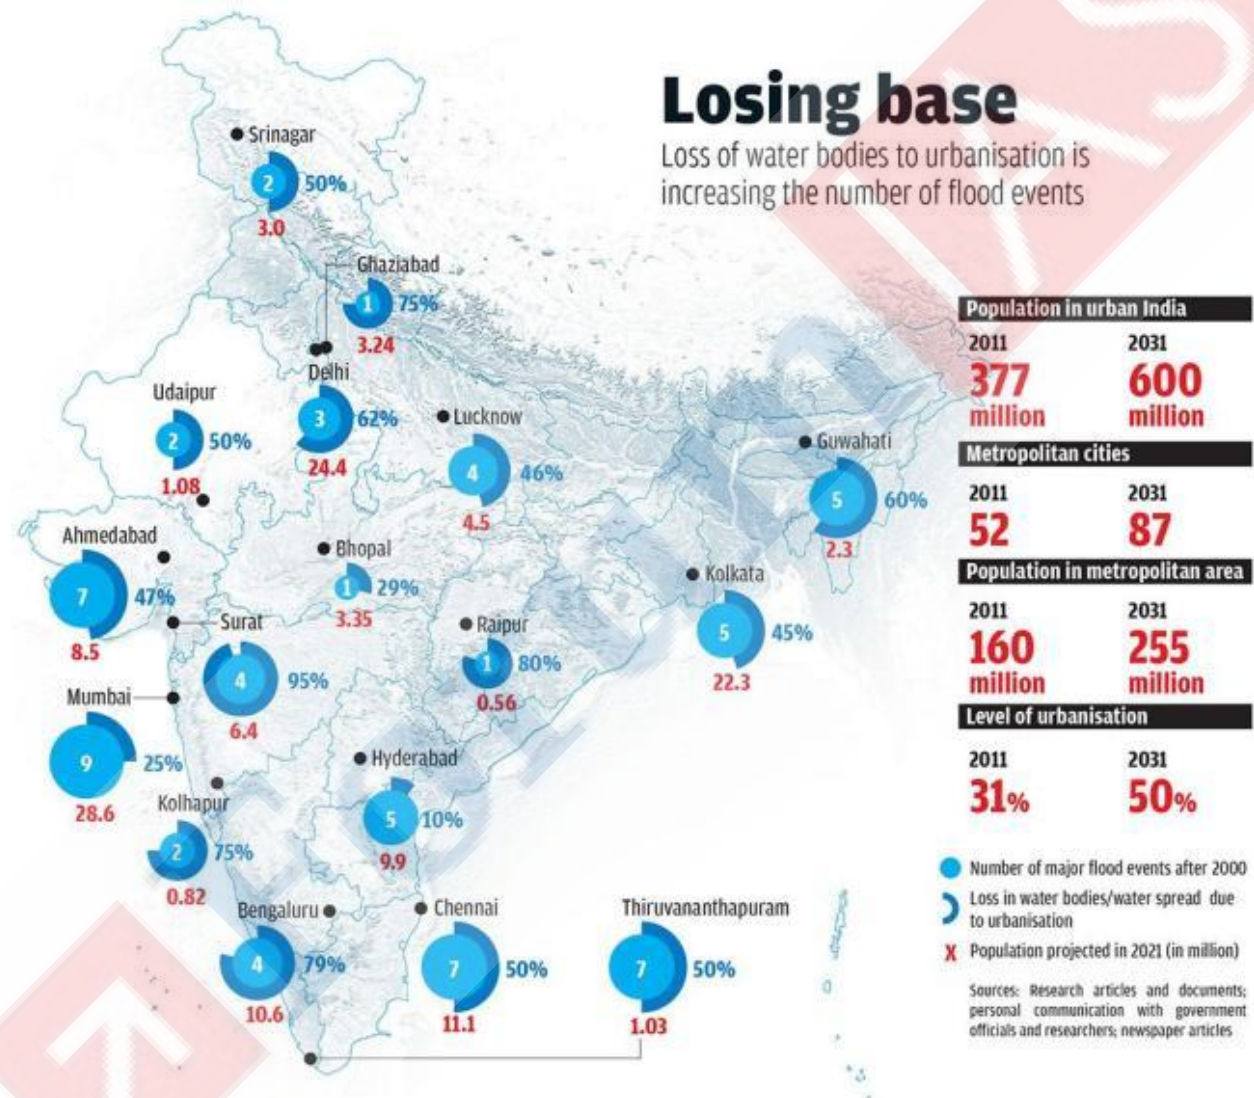 Losing base
Loss of water bodies to urbanisation is
increasing the number of flood events
Srinagar
2
50%
3.0
Ghaziabad
1
75%
3.24
Delhi
3
62%
24.4
Udaipur
2
50%
1.08
Lucknow
4
46%
4.5
Guwahati
5
60%
2.3
Ahmedabad
7
47%
8.5
Bhopal
1
29%
3.35
Kolkata
5
45%
22.3
Surat
4
95%
6.4
Raipur
1
80%
0.56
Mumbai
9
25%
28.6
Hyderabad
5
10%
9.9
Kolhapur
2
75%
0.82
Bengaluru
4
79%
10.6
Chennai
7
50%
11.1
Thiruvananthapuram
7
50%
1.03
Population in urban India
2011 2031
377 600
million million
Metropolitan cities
2011 2031
52 87
Population in metropolitan area
2011 2031
160 255
million million
Level of urbanisation
2011 2031
31% 50%
Number of major flood events after 2000
Loss in water bodies/water spread due
to urbanisation
X Population projected in 2021 (in million)
Sources: Research articles and documents;
personal communication with government
officials and researchers; newspaper articles
IAS